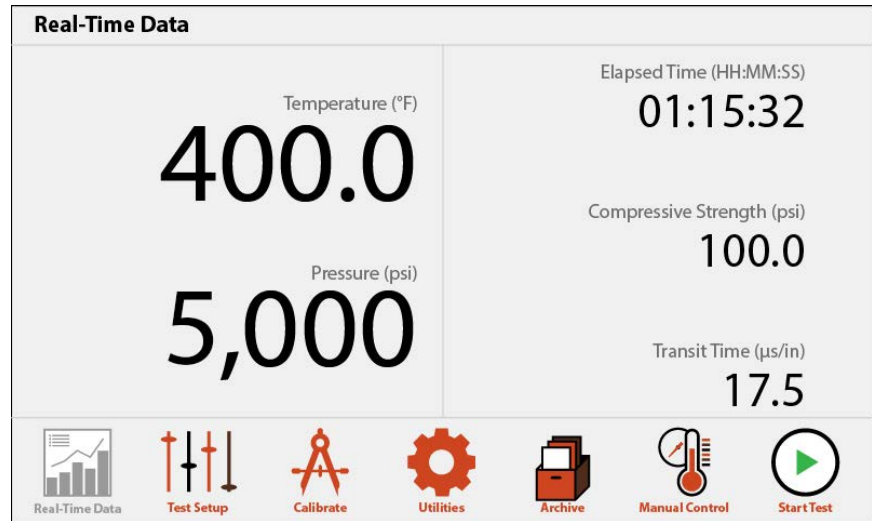 Real-Time Data
Temperature (°F)
400.0
Pressure (psi)
5,000
Elapsed Time (HH:MM:SS)
01:15:32
Compressive Strength (psi)
100.0
Transit Time (µs/in)
17.5
Real-Time Data
Test Setup
Calibrate
Utilities
Archive
Manual Control
Start Test